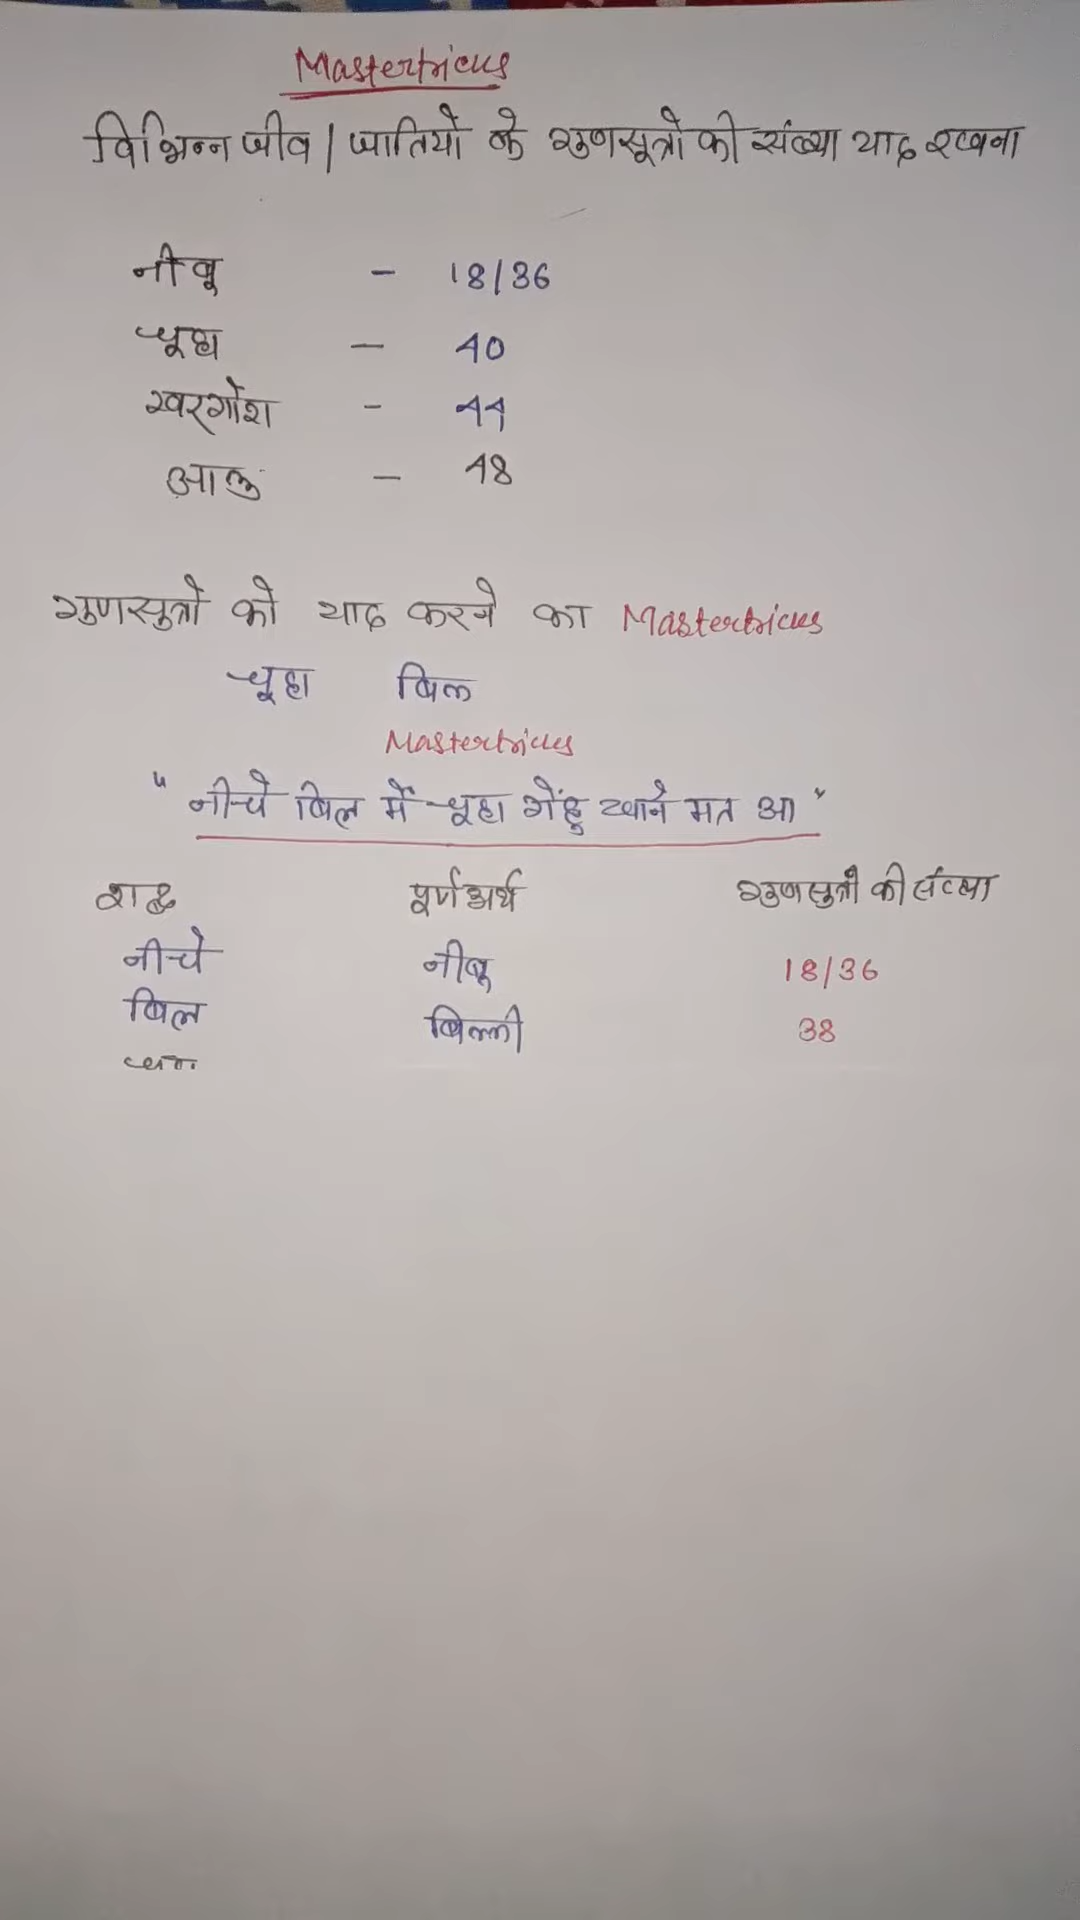 Mastertricks
विभिन्न जीव / जातियो के गुणसूत्रो की संख्या याद रखना
नीबू - 18/36
चूहा - 40
खरगोश - 44
आलु - 48
गुणसुत्रो को याद करने का Mastertricks
चूहा बिल
Mastertricks
" नीचे बिल में चूहा गेंहु खाने मत आ "
शब्द पूर्ण अर्थ गुणसुत्रो की संख्या
नीचे नीबू 18/36
बिल बिल्ली 38